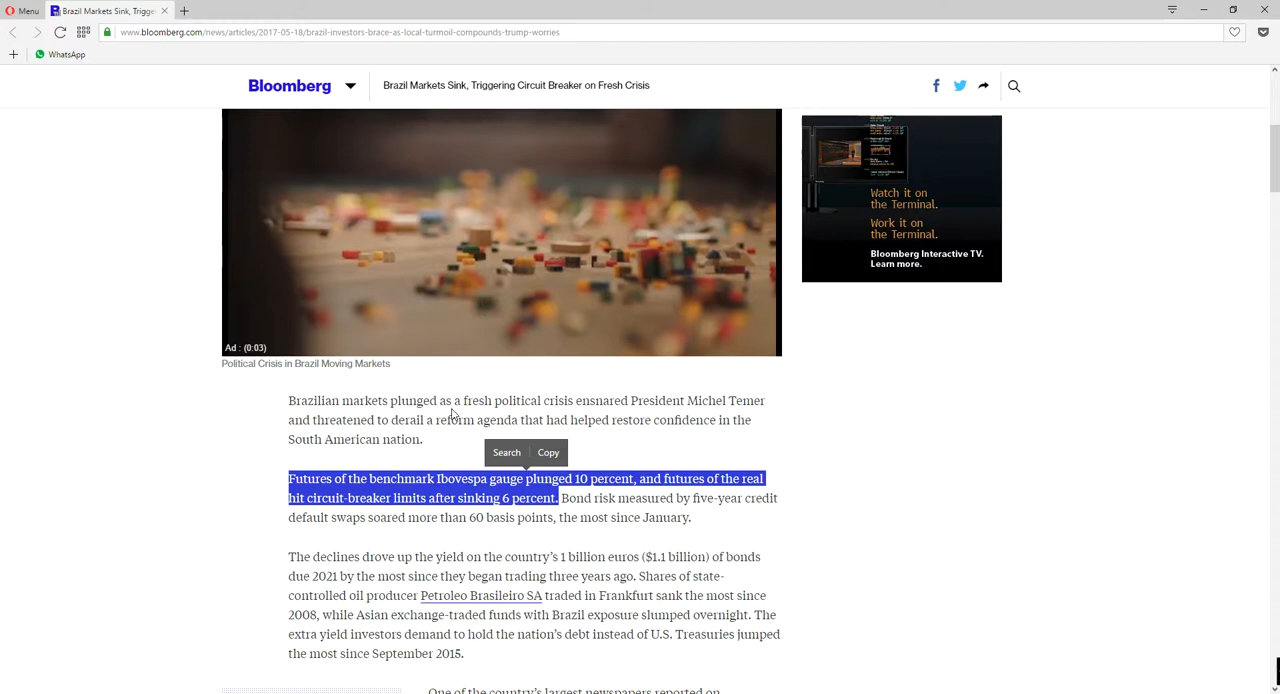 Menu
Brazil Markets Sink, Trigge
www.bloomberg.com/news/articles/2017-05-18/brazil-investors-brace-as-local-turmoil-compounds-trump-worries
WhatsApp
Bloomberg
Brazil Markets Sink, Triggering Circuit Breaker on Fresh Crisis
Watch it on
the Terminal.
Work it on
the Terminal.
Bloomberg Interactive TV.
Learn more.
Ad : (0:03)
Political Crisis in Brazil Moving Markets
Brazilian markets plunged as a fresh political crisis ensnared President Michel Temer
and threatened to derail a reform agenda that had helped restore confidence in the
South American nation.
Search
Copy
Futures of the benchmark Ibovespa gauge plunged 10 percent, and futures of the real
hit circuit-breaker limits after sinking 6 percent. Bond risk measured by five-year credit
default swaps soared more than 60 basis points, the most since January.
The declines drove up the yield on the country’s 1 billion euros ($1.1 billion) of bonds
due 2021 by the most since they began trading three years ago. Shares of state-
controlled oil producer Petroleo Brasileiro SA traded in Frankfurt sank the most since
2008, while Asian exchange-traded funds with Brazil exposure slumped overnight. The
extra yield investors demand to hold the nation’s debt instead of U.S. Treasuries jumped
the most since September 2015.
One of the country’s largest newspapers reported on